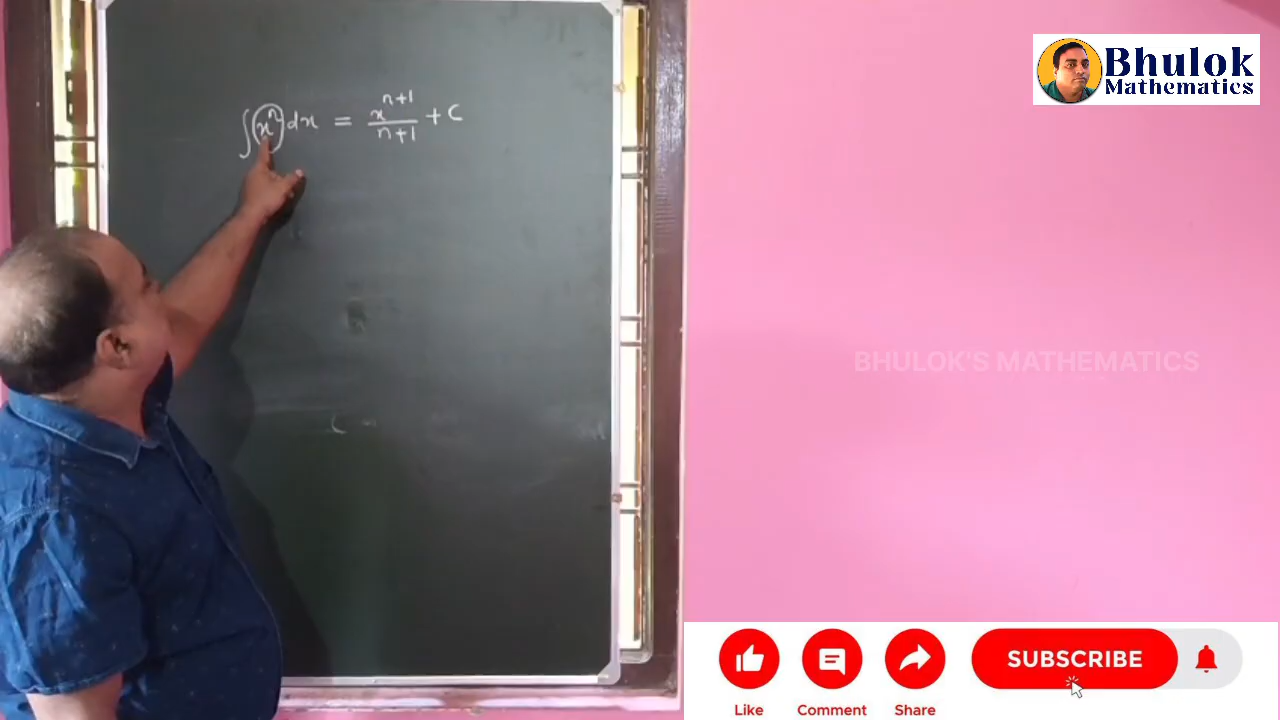 ∫(xⁿ)dx = xⁿ⁺¹/n+1 + C
Bhulok
Mathematics
BHULOK'S MATHEMATICS
SUBSCRIBE
Like
Comment
Share